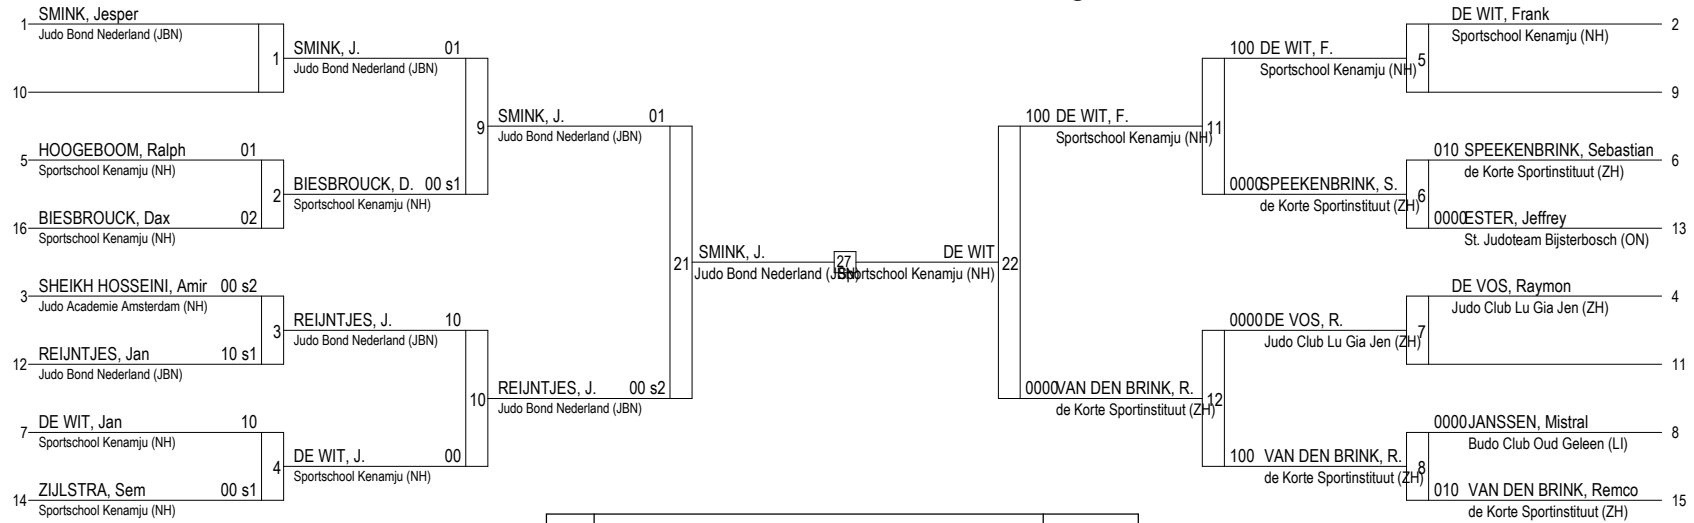 SMINK, Jesper
1
Judo Bond Nederland (JBN)
1
SMINK, J. 01
Judo Bond Nederland (JBN)
10
9
SMINK, J. 01
Judo Bond Nederland (JBN)
HOOGEBOOM, Ralph 01
5
Sportschool Kenamju (NH)
2
BIESBROUCK, D. 00 s1
Sportschool Kenamju (NH)
BIESBROUCK, Dax 02
16
Sportschool Kenamju (NH)
21
SMINK, J.
Judo Bond Nederland (JBN)
27
SHEIKH HOSSEINI, Amir 00 s2
3
Judo Academie Amsterdam (NH)
3
REIJNTJES, J. 10
Judo Bond Nederland (JBN)
REIJNTJES, Jan 10 s1
12
Judo Bond Nederland (JBN)
10
REIJNTJES, J. 00 s2
Judo Bond Nederland (JBN)
DE WIT, Jan 10
7
Sportschool Kenamju (NH)
4
DE WIT, J. 00
Sportschool Kenamju (NH)
ZIJLSTRA, Sem 00 s1
14
Sportschool Kenamju (NH)
DE WIT
Sportschool Kenamju (NH)
22
100 DE WIT, F.
Sportschool Kenamju (NH)
11
100 DE WIT, F.
Sportschool Kenamju (NH)
5
DE WIT, Frank
2
Sportschool Kenamju (NH)
9
0000 SPEEKENBRINK, S.
de Korte Sportinstituut (ZH)
6
010 SPEEKENBRINK, Sebastian
6
de Korte Sportinstituut (ZH)
0000 ESTER, Jeffrey
13
St. Judoteam Bijsterbosch (ON)
0000 VAN DEN BRINK, R.
de Korte Sportinstituut (ZH)
12
0000 DE VOS, R.
Judo Club Lu Gia Jen (ZH)
7
DE VOS, Raymon
4
Judo Club Lu Gia Jen (ZH)
11
100 VAN DEN BRINK, R.
de Korte Sportinstituut (ZH)
8
0000 JANSSEN, Mistral
8
Budo Club Oud Geleen (LI)
010 VAN DEN BRINK, Remco
15
de Korte Sportinstituut (ZH)